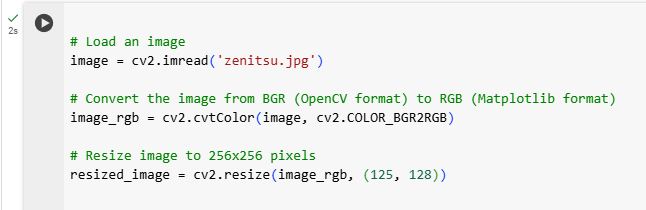 2s
# Load an image
image = cv2.imread('zenitsu.jpg')
# Convert the image from BGR (OpenCV format) to RGB (Matplotlib format)
image_rgb = cv2.cvtColor(image, cv2.COLOR_BGR2RGB)
# Resize image to 256x256 pixels
resized_image = cv2.resize(image_rgb, (125, 128))